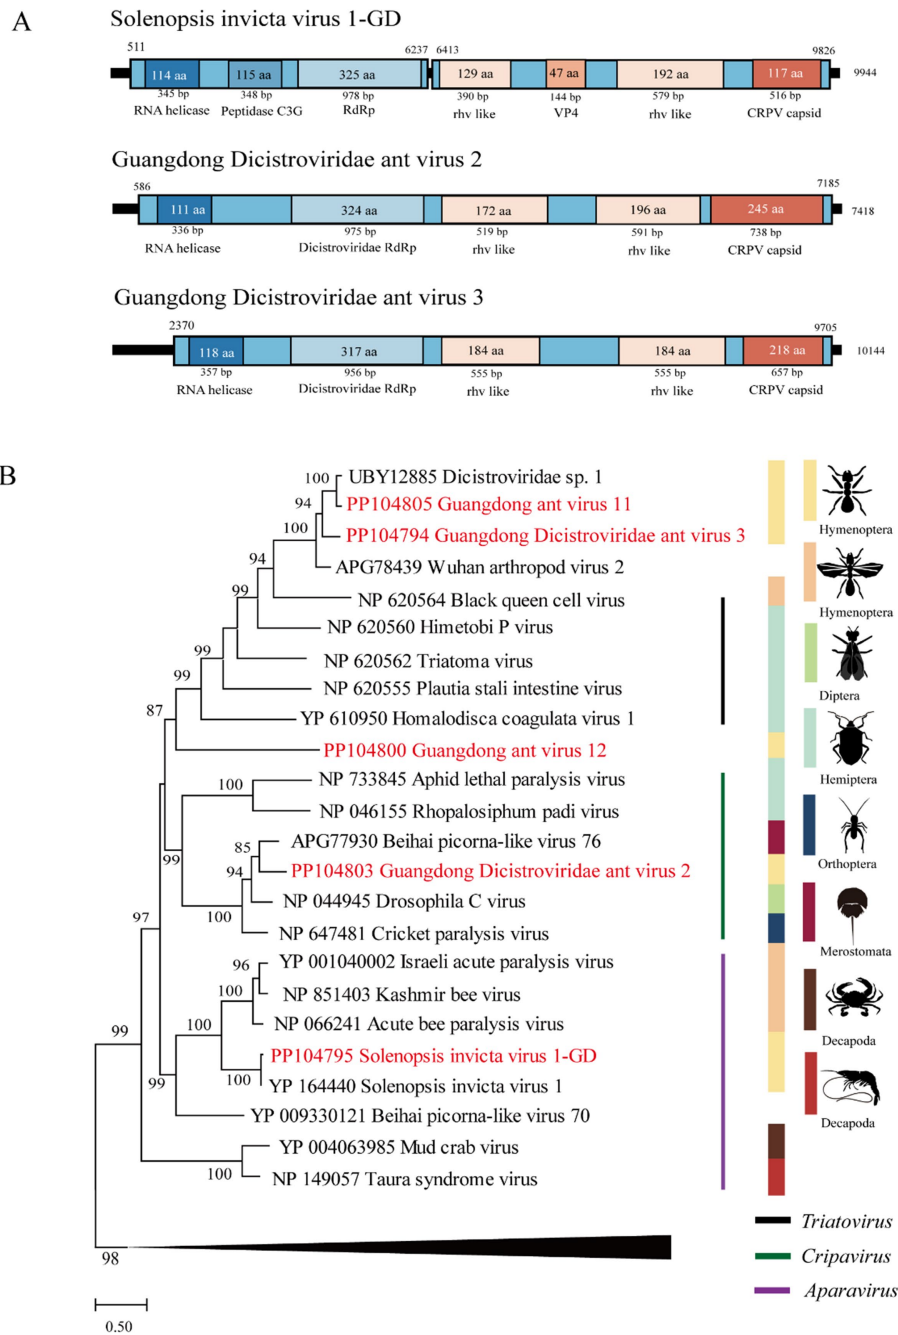 A
Solenopsis invicta virus 1-GD
511 6237 6413 9826
114 aa 115 aa 325 aa 129 aa 47 aa 192 aa 117 aa 9944
345 bp 348 bp 978 bp 390 bp 144 bp 579 bp 516 bp
RNA helicase Peptidase C3G RdRp rhv like VP4 rhv like CRPV capsid
Guangdong Dicistroviridae ant virus 2
586 7185
111 aa 324 aa 172 aa 196 aa 245 aa 7418
336 bp 975 bp 519 bp 591 bp 738 bp
RNA helicase Dicistroviridae RdRp rhv like rhv like CRPV capsid
Guangdong Dicistroviridae ant virus 3
2370 9705
118 aa 317 aa 184 aa 184 aa 218 aa 10144
357 bp 956 bp 555 bp 555 bp 657 bp
RNA helicase Dicistroviridae RdRp rhv like rhv like CRPV capsid
B
100 UBY12885 Dicistroviridae sp. 1
94 PP104805 Guangdong ant virus 11
100 PP104794 Guangdong Dicistroviridae ant virus 3
Hymenoptera
94 APG78439 Wuhan arthropod virus 2
99 NP 620564 Black queen cell virus
Hymenoptera
NP 620560 Himetobi P virus
99 NP 620562 Triatoma virus
99 NP 620555 Plautia stali intestine virus
Diptera
87 YP 610950 Homalodisca coagulata virus 1
PP104800 Guangdong ant virus 12
100 NP 733845 Aphid lethal paralysis virus
Hemiptera
NP 046155 Rhopalosiphum padi virus
85 APG77930 Beihai picorna-like virus 76
99
Orthoptera
94 PP104803 Guangdong Dicistroviridae ant virus 2
NP 044945 Drosophila C virus
97 100
NP 647481 Cricket paralysis virus
Merostomata
96 YP 001040002 Israeli acute paralysis virus
100 NP 851403 Kashmir bee virus
99 100 NP 066241 Acute bee paralysis virus
Decapoda
PP104795 Solenopsis invicta virus 1-GD
99 100 YP 164440 Solenopsis invicta virus 1
YP 009330121 Beihai picorna-like virus 70
Decapoda
YP 004063985 Mud crab virus
100 NP 149057 Taura syndrome virus
Triatovirus
98
Cripavirus
Aparavirus
0.50